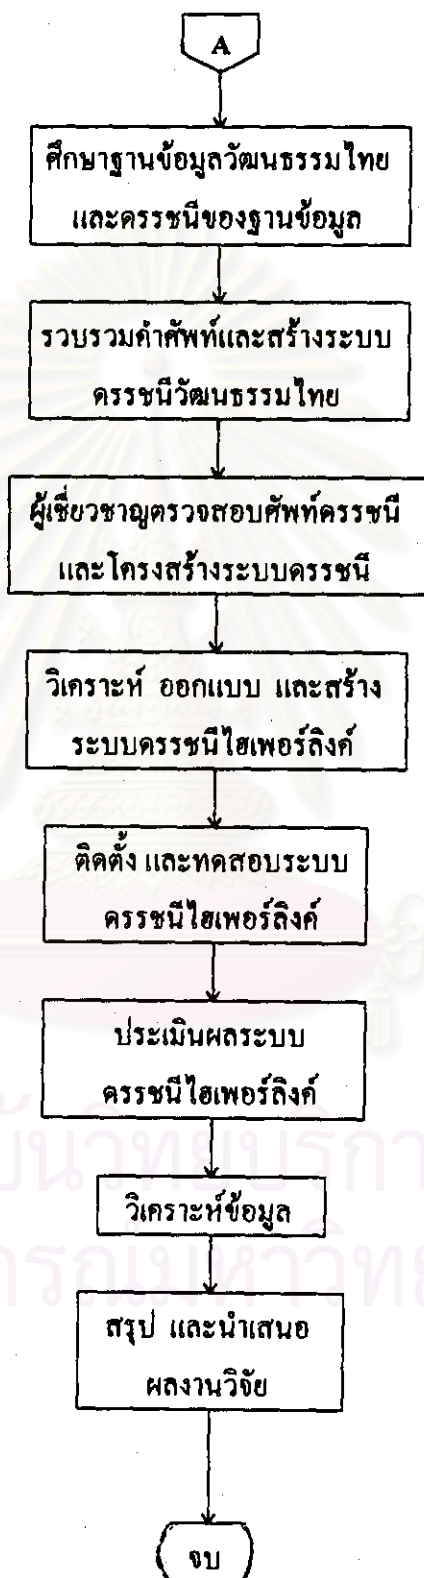 A
ศึกษาฐานข้อมูลวัฒนธรรมไทย
และดรรชนีของฐานข้อมูล
รวบรวมคำศัพท์และสร้างระบบ
ดรรชนีวัฒนธรรมไทย
ผู้เชี่ยวชาญตรวจสอบศัพท์ดรรชนี
และโครงสร้างระบบดรรชนี
วิเคราะห์ ออกแบบ และสร้าง
ระบบดรรชนีไฮเพอร์ลิงค์
ติดตั้ง และทดสอบระบบ
ดรรชนีไฮเพอร์ลิงค์
ประเมินผลระบบ
ดรรชนีไฮเพอร์ลิงค์
วิเคราะห์ข้อมูล
สรุป และนำเสนอ
ผลงานวิจัย
จบ